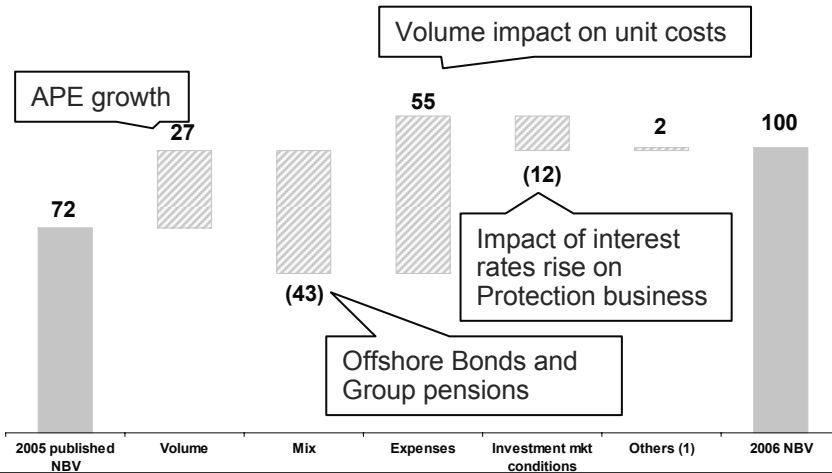 Volume impact on unit costs
APE growth
72
27
(43)
55
(12)
2
100
Impact of interest
rates rise on
Protection business
Offshore Bonds and
Group pensions
2005 published
NBV
Volume
Mix
Expenses
Investment mkt
conditions
Others (1)
2006 NBV